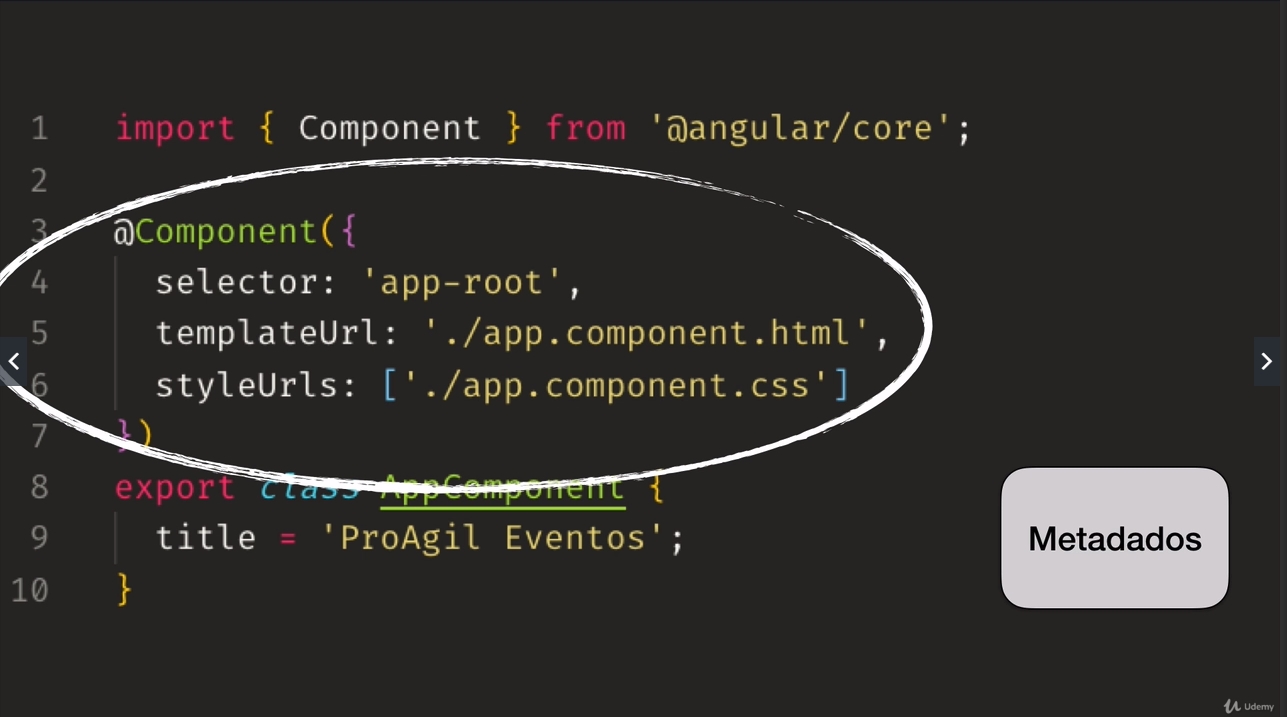 1 import { Component } from '@angular/core';
2
3 @Component({
4 selector: 'app-root',
5 templateUrl: './app.component.html',
6 styleUrls: ['./app.component.css']
7 })
8 export class AppComponent {
9 title = 'ProAgil Eventos';
10 }
Metadados
Udemy